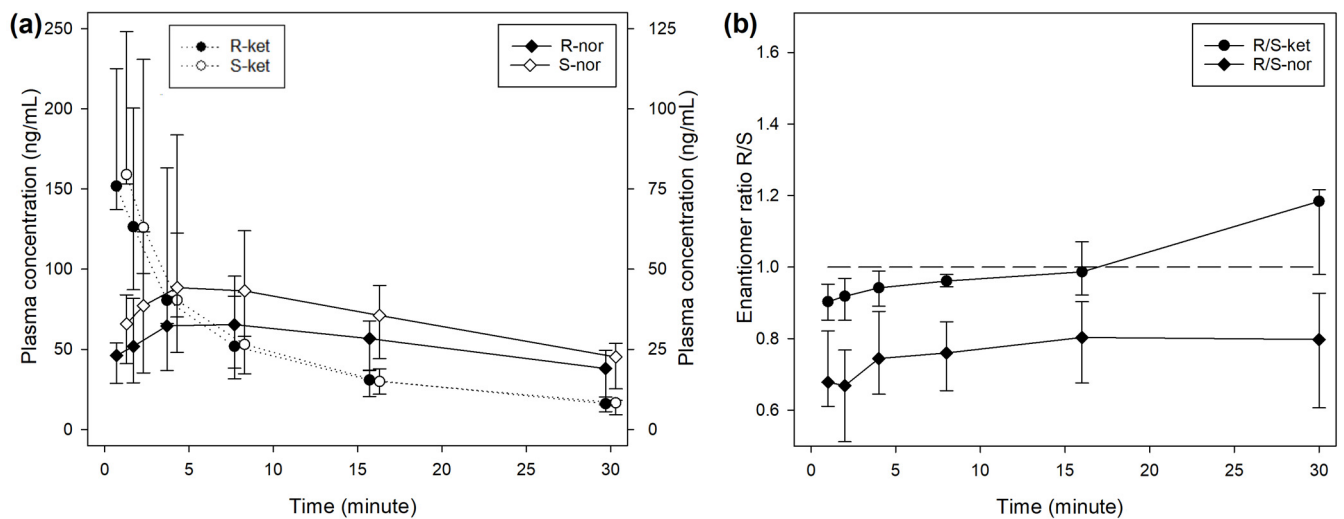 (a)
250
200
150
100
50
0
Plasma concentration (ng/mL)
R-ket
S-ket
R-nor
S-nor
125
100
75
50
25
0
Plasma concentration (ng/mL)
0 5 10 15 20 25 30
Time (minute)
(b)
1.6
1.4
1.2
1.0
0.8
0.6
Enantiomer ratio R/S
R/S-ket
R/S-nor
0 5 10 15 20 25 30
Time (minute)